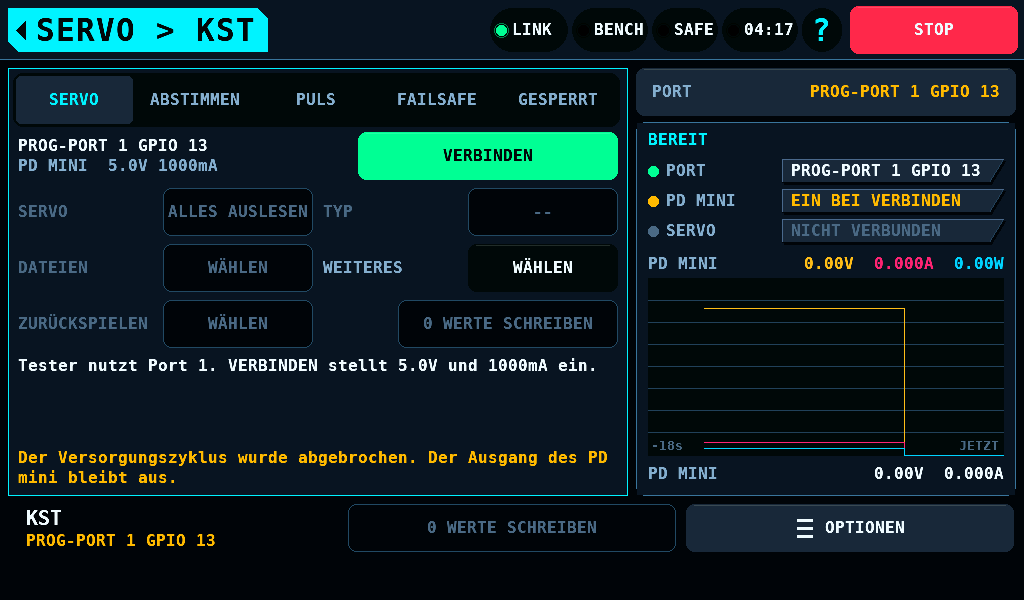 SERVO > KST
LINK
BENCH
SAFE
04:17
?
STOP
SERVO
ABSTIMMEN
PULS
FAILSAFE
GESPERRT
PROG-PORT 1 GPIO 13
PD MINI 5.0V 1000mA
VERBINDEN
SERVO
ALLES AUSLESEN
TYP
--
DATEIEN
WÄHLEN
WEITERES
WÄHLEN
ZURÜCKSPIELEN
WÄHLEN
0 WERTE SCHREIBEN
Tester nutzt Port 1. VERBINDEN stellt 5.0V und 1000mA ein.
Der Versorgungszyklus wurde abgebrochen. Der Ausgang des PD
mini bleibt aus.
PORT
PROG-PORT 1 GPIO 13
BEREIT
PORT
PROG-PORT 1 GPIO 13
PD MINI
EIN BEI VERBINDEN
SERVO
NICHT VERBUNDEN
PD MINI
0.00V 0.000A 0.00W
-18s
JETZT
PD MINI
0.00V 0.000A
KST
PROG-PORT 1 GPIO 13
0 WERTE SCHREIBEN
OPTIONEN